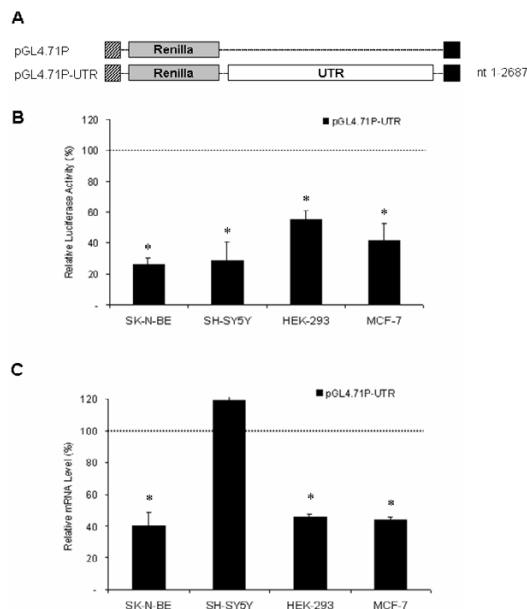 A
pGL4.71P
Renilla
pGL4.71P-UTR
Renilla
UTR
nt 1-2687
B
pGL4.71P-UTR
Relative Luciferase Activity (%)
120
100
80
60
40
20
-
*
*
*
*
SK-N-BE
SH-SY5Y
HEK-293
MCF-7
C
pGL4.71P-UTR
Relative mRNA Level (%)
120
100
80
60
40
20
-
*
*
*
SK-N-BE
SH-SY5Y
HEK-293
MCF-7